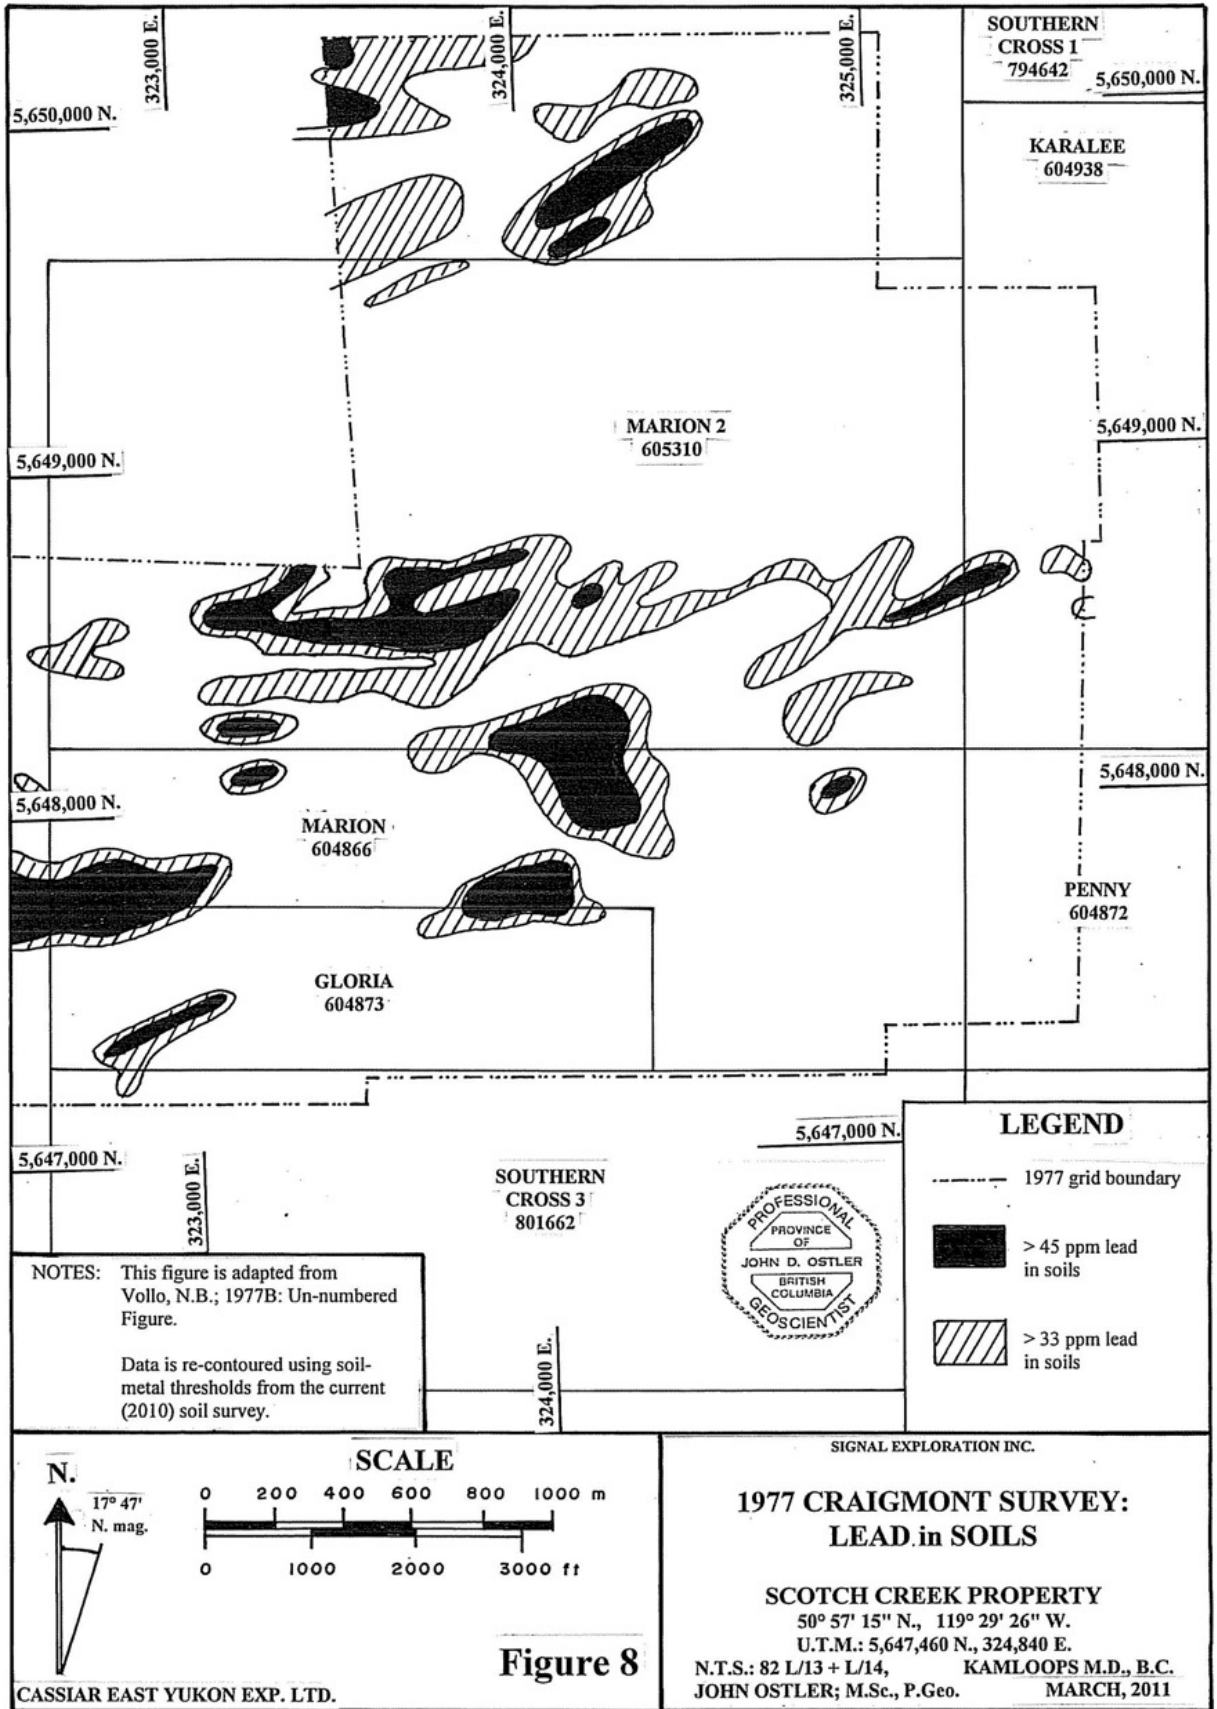 323,000 E.
324,000 E.
325,000 E.
SOUTHERN
CROSS 1
794642
5,650,000 N.
5,650,000 N.
KARALEE
604938
MARION 2
605310
5,649,000 N.
5,649,000 N.
5,648,000 N.
5,648,000 N.
MARION
604866
PENNY
604872
GLORIA
604873
5,647,000 N.
5,647,000 N.
323,000 E.
SOUTHERN
CROSS 3
801662
324,000 E.
PROFESSIONAL
PROVINCE
OF
JOHN D. OSTLER
BRITISH
COLUMBIA
GEOSCIENTIST
LEGEND
1977 grid boundary
> 45 ppm lead
in soils
> 33 ppm lead
in soils
NOTES: This figure is adapted from
Vollo, N.B.; 1977B: Un-numbered
Figure.
Data is re-contoured using soil-
metal thresholds from the current
(2010) soil survey.
N.
17° 47'
N. mag.
SCALE
0 200 400 600 800 1000 m
0 1000 2000 3000 ft
Figure 8
CASSIAR EAST YUKON EXP. LTD.
SIGNAL EXPLORATION INC.
1977 CRAIGMONT SURVEY:
LEAD in SOILS
SCOTCH CREEK PROPERTY
50° 57' 15" N., 119° 29' 26" W.
U.T.M.: 5,647,460 N., 324,840 E.
N.T.S.: 82 L/13 + L/14, KAMLOOPS M.D., B.C.
JOHN OSTLER; M.Sc., P.Geo. MARCH, 2011